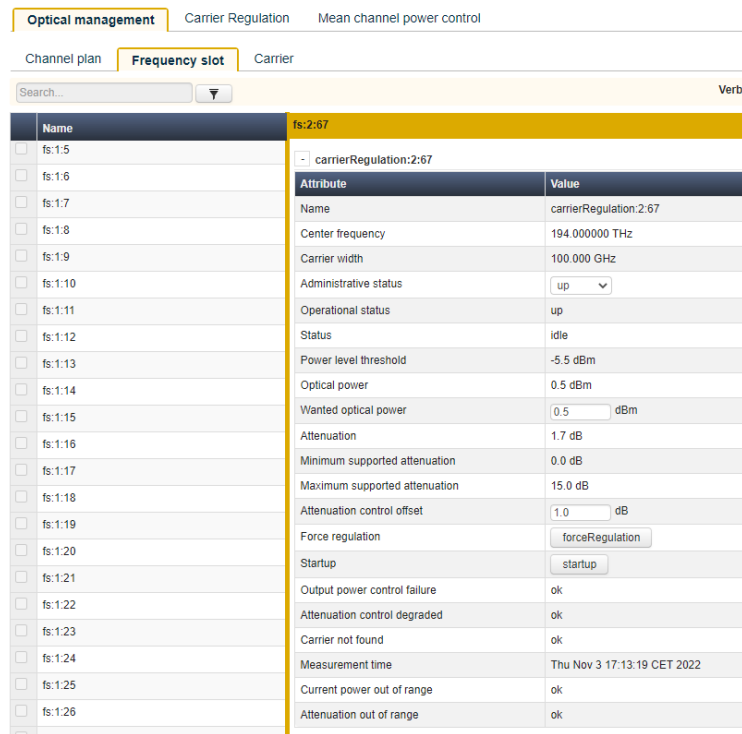 Optical management Carrier Regulation Mean channel power control
Channel plan Frequency slot Carrier
Search... Verb
Name
fs:1:5
fs:1:6
fs:1:7
fs:1:8
fs:1:9
fs:1:10
fs:1:11
fs:1:12
fs:1:13
fs:1:14
fs:1:15
fs:1:16
fs:1:17
fs:1:18
fs:1:19
fs:1:20
fs:1:21
fs:1:22
fs:1:23
fs:1:24
fs:1:25
fs:1:26
fs:2:67
- carrierRegulation:2:67
Attribute Value
Name carrierRegulation:2:67
Center frequency 194.000000 THz
Carrier width 100.000 GHz
Administrative status up
Operational status up
Status idle
Power level threshold -5.5 dBm
Optical power 0.5 dBm
Wanted optical power 0.5 dBm
Attenuation 1.7 dB
Minimum supported attenuation 0.0 dB
Maximum supported attenuation 15.0 dB
Attenuation control offset 1.0 dB
Force regulation forceRegulation
Startup startup
Output power control failure ok
Attenuation control degraded ok
Carrier not found ok
Measurement time Thu Nov 3 17:13:19 CET 2022
Current power out of range ok
Attenuation out of range ok